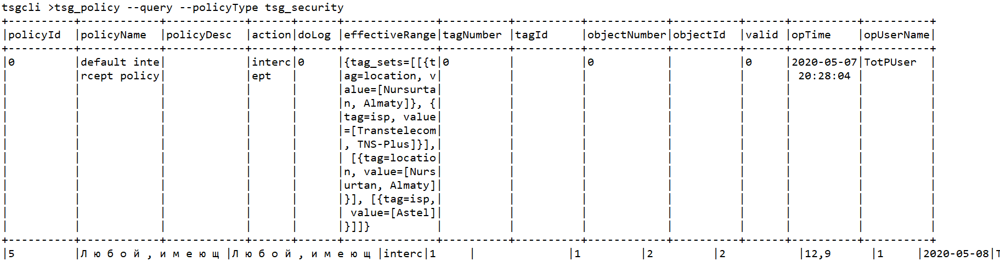 tsgcli >tsg_policy --query --policyType tsg_security
+----------+------------+------------+------+------+--------------+----------+----------+------------+----------+------+----------+----------+
|policyId |policyName |policyDesc |action|doLog |effectiveRange|tagNumber |tagId |objectNumber|objectId |valid |opTime |opUserName|
+----------+------------+------------+------+------+--------------+----------+----------+------------+----------+------+----------+----------+
|0 |default inte| |interc|0 |{tag_sets=[[{t|0 | |0 | |0 |2020-05-07|TotPUser |
| |rcept policy| |ept | |ag=location, v| | | | | | 20:28:04 | |
| | | | | |alue=[Nursurta| | | | | | | |
| | | | | |n, Almaty]}, {| | | | | | | |
| | | | | |tag=isp, value| | | | | | | |
| | | | | |=[Transtelecom| | | | | | | |
| | | | | |, TNS-Plus]}],| | | | | | | |
| | | | | | [{tag=locatio| | | | | | | |
| | | | | |n, value=[Nurs| | | | | | | |
| | | | | |urtan, Almaty]| | | | | | | |
| | | | | |}], [{tag=isp,| | | | | | | |
| | | | | | value=[Astel]| | | | | | | |
| | | | | |}]]} | | | | | | | |
+----------+------------+------------+------+------+--------------+----------+----------+------------+----------+------+----------+----------+
|5 |Л ю б о й , и м е ю щ |Л ю б о й , и м е ю щ |interc|1 | |1 |2 |2 |12,9 |1 |2020-05-08|T